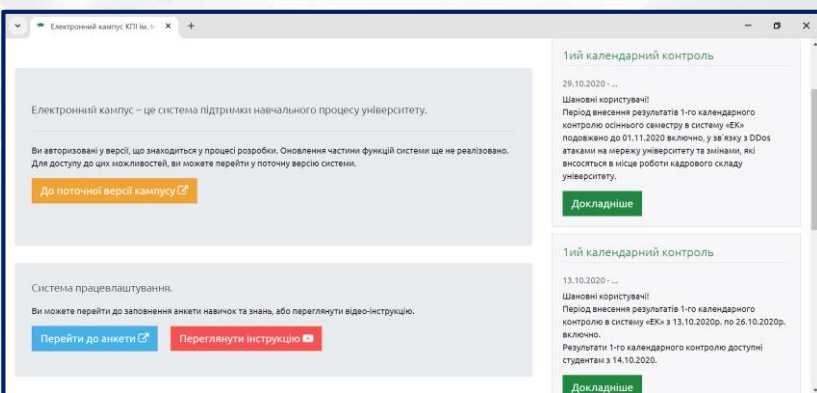 Електронний кампус КПІ ім. І
Електронний кампус – це система підтримки навчального процесу університету.
Ви авторизовані у версії, що знаходиться у процесі розробки. Оновлення частини функцій системи ще не реалізовано.
Для доступу до цих можливостей, ви можете перейти у поточну версію системи.
До поточної версії кампусу
Система працевлаштування.
Ви можете перейти до заповнення анкети навичок та знань, або переглянути відео-інструкцію.
Перейти до анкети
Переглянути інструкцію
1ий календарний контроль
29.10.2020 - ...
Шановні користувачі!
Період внесення результатів 1-го календарного
контролю осіннього семестру в систему «ЕК»
подовжено до 01.11.2020 включно, у зв'язку з DDos
атаками на мережу університету та змінами, які
вносяться в місце роботи кадрового складу
університету.
Докладніше
1ий календарний контроль
13.10.2020 - ...
Шановні користувачі!
Період внесення результатів 1-го календарного
контролю в систему «ЕК» з 13.10.2020р. по 26.10.2020р.
включно.
Результати 1-го календарного контролю доступні
студентам з 14.10.2020.
Докладніше